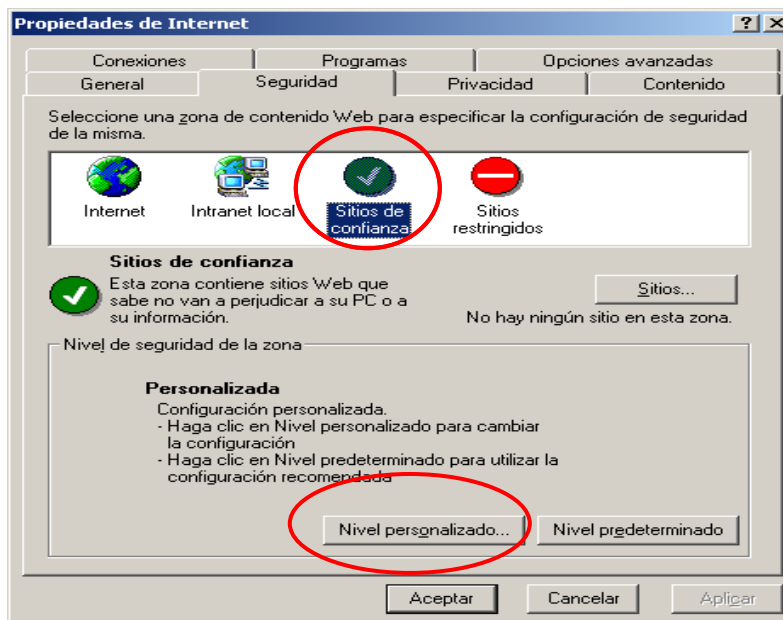 Propiedades de Internet
Conexiones Programas Opciones avanzadas
General Seguridad Privacidad Contenido
Seleccione una zona de contenido Web para especificar la configuración de seguridad
de la misma.
Internet Intranet local Sitios de confianza Sitios restringidos
Sitios de confianza
Esta zona contiene sitios Web que
sabe no van a perjudicar a su PC o a
su información.
Sitios...
No hay ningún sitio en esta zona.
Nivel de seguridad de la zona
Personalizada
Configuración personalizada.
- Haga clic en Nivel personalizado para cambiar
la configuración
- Haga clic en Nivel predeterminado para utilizar la
configuración recomendada
Nivel personalizado... Nivel predeterminado
Aceptar Cancelar Aplicar